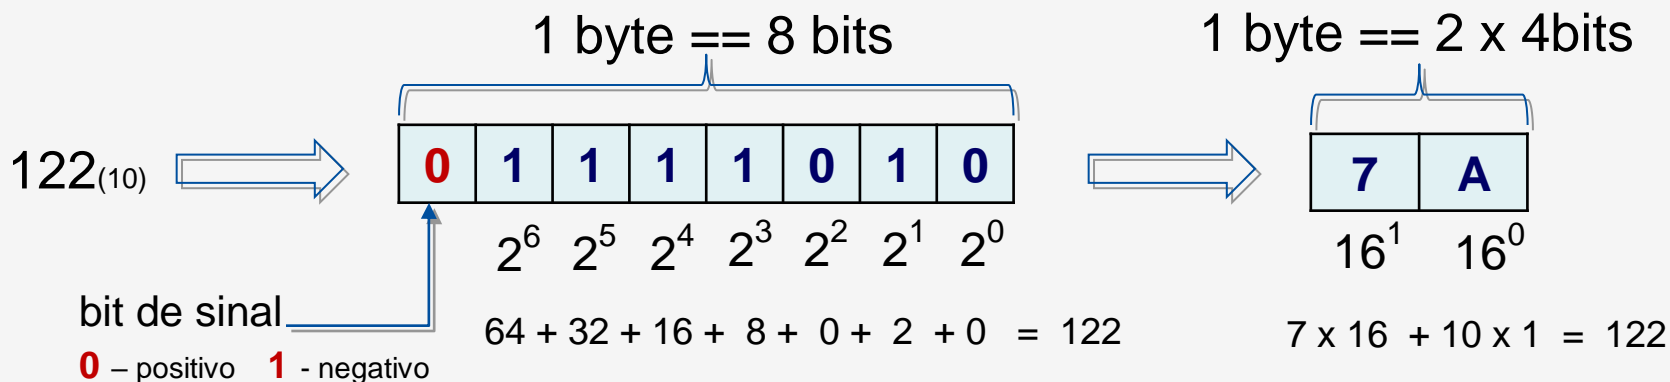 1 byte == 8 bits
1 byte == 2 x 4bits
122(10)
0 1 1 1 1 0 1 0
7 A
2^6 2^5 2^4 2^3 2^2 2^1 2^0
16^1 16^0
bit de sinal
64 + 32 + 16 + 8 + 0 + 2 + 0 = 122
7 x 16 + 10 x 1 = 122
0 – positivo 1 - negativo